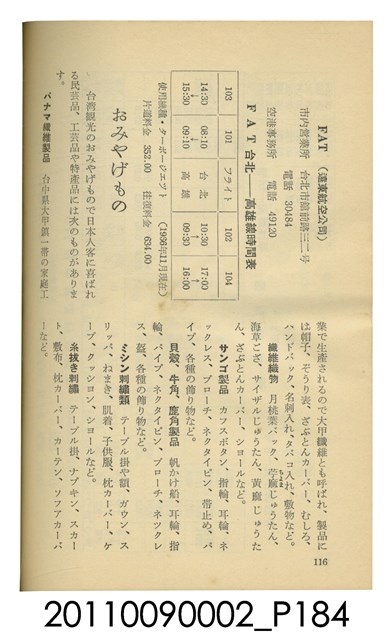 FAT (遠東航空公司)
市内営業所 台北市館前路三二号
電話 30484
空港事務所 電話 49120
FAT 台北——高雄線時間表
103 101 フライト 102 104
14:30 08:10 台北 10:30 17:00
↓ ↓ ↑ ↑
15:30 09:10 高雄 09:30 16:00
使用機種・ターボージェット (1966年11月現在)
片道料金 352.00 往復料金 634.00
おみやげもの
台湾観光のおみやげもので日本人客に喜ばれ
る民芸品、工芸品や特産品には次のものがありま
す。
パナマ繊維製品 台中県大甲鎮一帯の家庭工
業で生産されるので大甲繊維とも呼ばれ、製品に
は帽子、ぞうり表、ざぶとんカーバー、むしろ、
ハンドバック、名刺入れ、タバコ入れ、敷物など。
繊維織物 月桃葉バック、苧麻じゅうたん、
海草ござ、サイザルじゅうたん、黄麻じゅうた
ん、ざぶとんカーバー、ショールなど。
サンゴ製品 カフスボタン、指輪、耳輪、ネ
ックレス、ブローチ、ネクタイピン、帯止め、パ
イプ、各種の飾り物など。
貝殻、牛角、鹿角製品 帆かけ船、耳輪、指
輪、パイプ、ネクタイピン、ブローチ、ネックレ
ス、盃、各種の飾り物など。
ミシン刺繡類 テーブル掛や額、ガウン、ス
リッパ、ねまき、肌着、子供服、枕カーバー、ケ
ープ、クッション、ショールなど。
糸抜き刺繡 テーブル掛、ナプキン、スカー
ト、敷布、枕カーバー、カーテン、ソフアカーバ
ーなど。
116
20110090002_P184